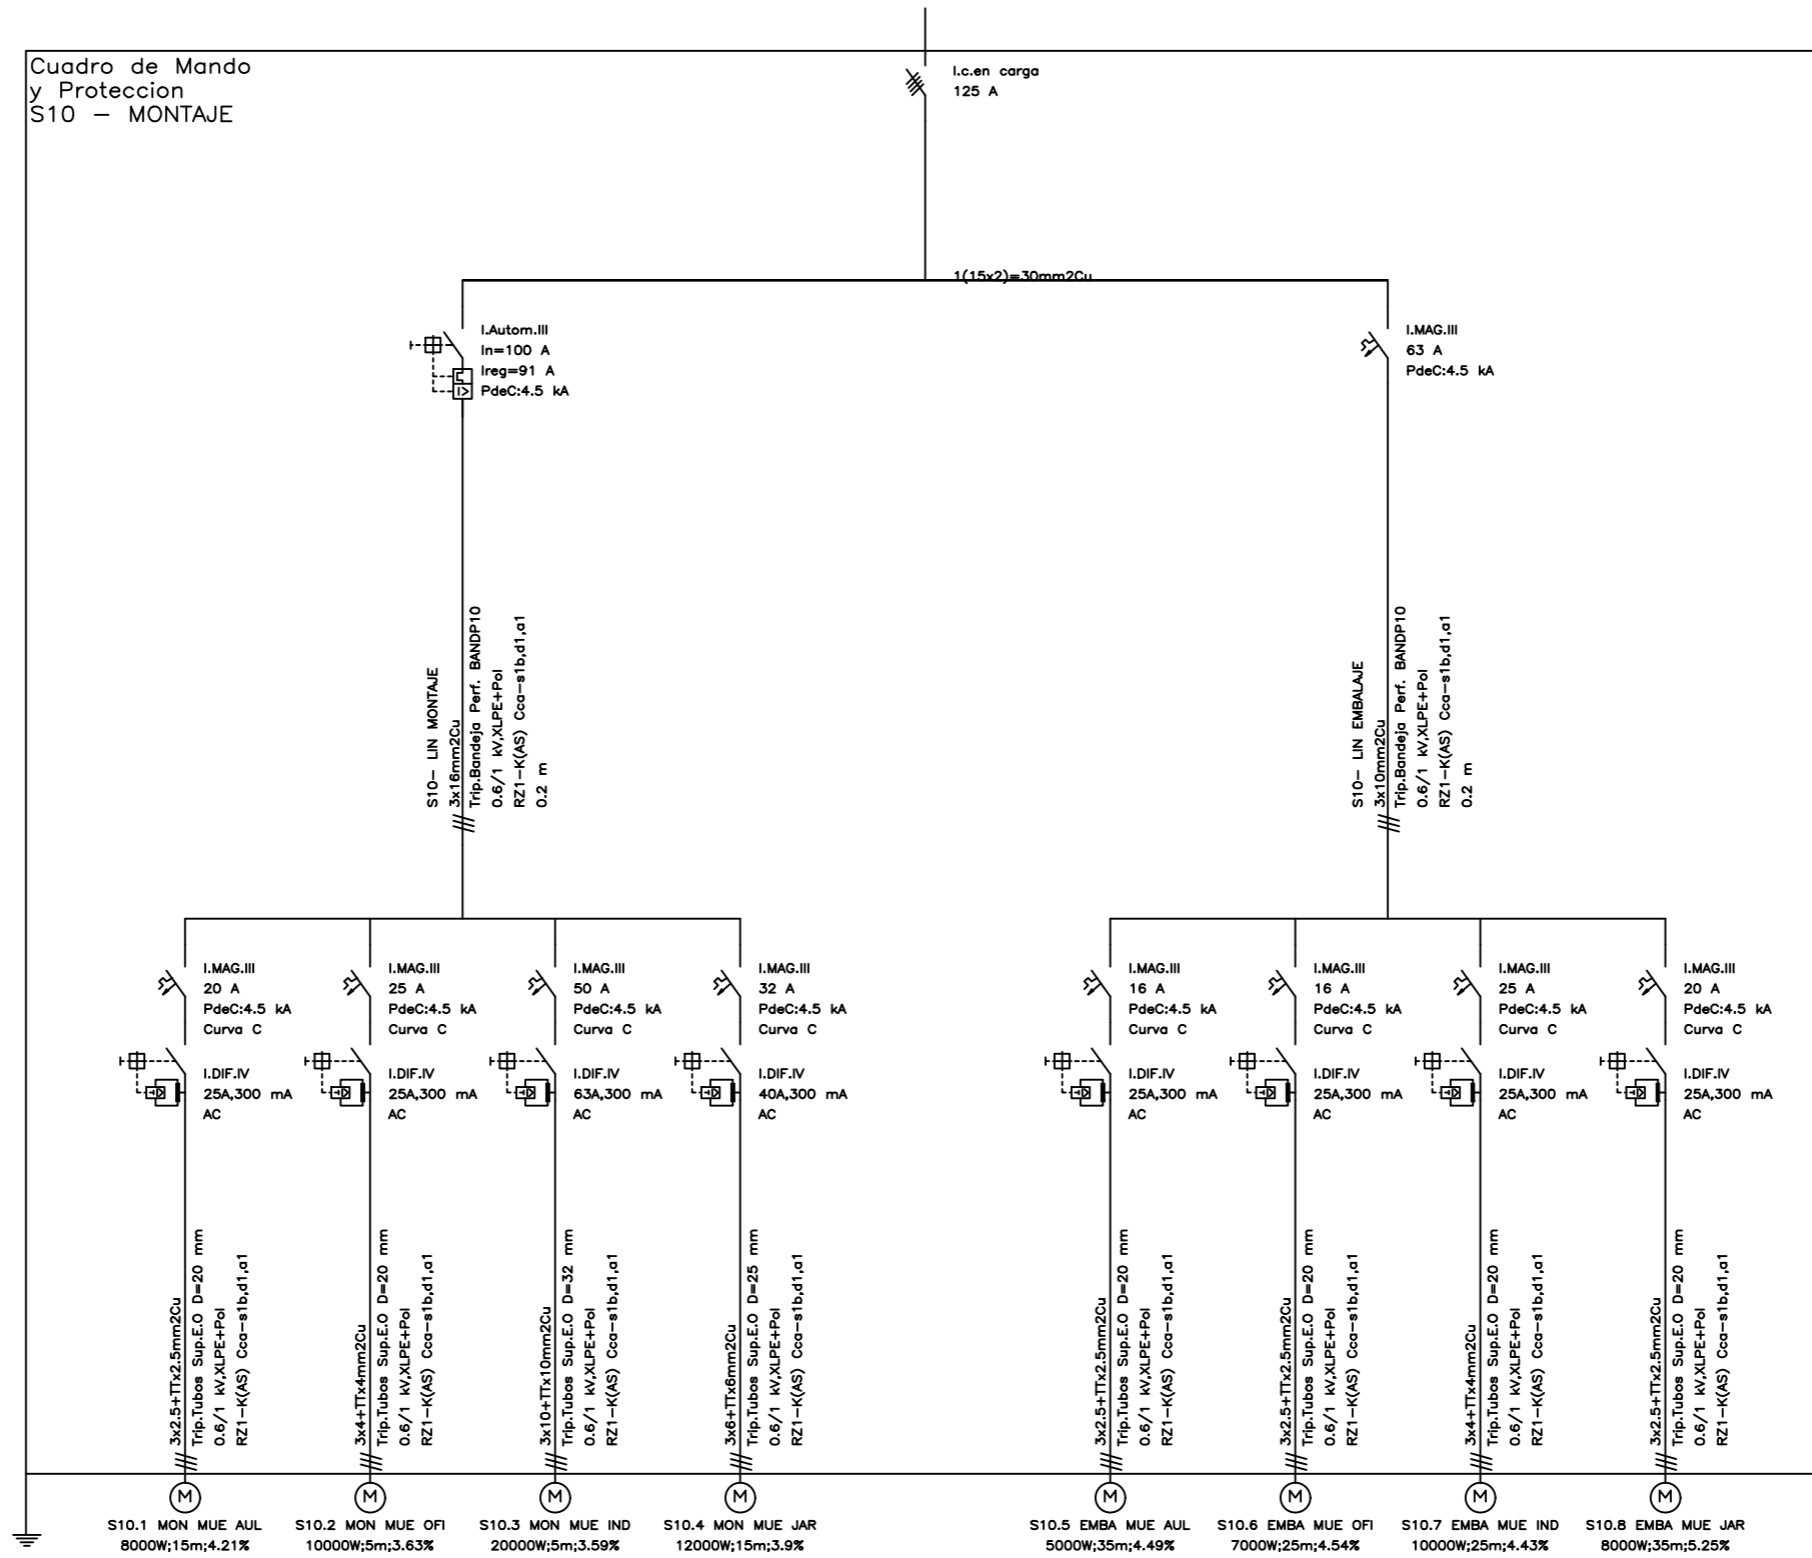 Cuadro de Mando
y Proteccion
S10 - MONTAJE
I.c.en carga
125 A
1(15x2)=30mm2Cu
I.Autom.III
In=100 A
Ireg=91 A
PdeC:4.5 kA
I.MAG.III
63 A
PdeC:4.5 kA
S10- LIN MONTAJE
3x16mm2Cu
Trip.Bandeja Perf. BANDP10
0.6/1 kV,XLPE+Pol
RZ1-K(AS) Cca-s1b,d1,a1
0.2 m
S10- LIN EMBALAJE
3x10mm2Cu
Trip.Bandeja Perf. BANDP10
0.6/1 kV,XLPE+Pol
RZ1-K(AS) Cca-s1b,d1,a1
0.2 m
I.MAG.III
20 A
PdeC:4.5 kA
Curva C
I.DIF.IV
25A,300 mA
AC
3x2.5+TTx2.5mm2Cu
Trip.Tubos Sup.E.O D=20 mm
0.6/1 kV,XLPE+Pol
RZ1-K(AS) Cca-s1b,d1,a1
M
S10.1 MON MUE AUL
8000W;15m;4.21%
I.MAG.III
25 A
PdeC:4.5 kA
Curva C
I.DIF.IV
25A,300 mA
AC
3x4+TTx4mm2Cu
Trip.Tubos Sup.E.O D=20 mm
0.6/1 kV,XLPE+Pol
RZ1-K(AS) Cca-s1b,d1,a1
M
S10.2 MON MUE OFI
10000W;5m;3.63%
I.MAG.III
50 A
PdeC:4.5 kA
Curva C
I.DIF.IV
63A,300 mA
AC
3x10+TTx10mm2Cu
Trip.Tubos Sup.E.O D=32 mm
0.6/1 kV,XLPE+Pol
RZ1-K(AS) Cca-s1b,d1,a1
M
S10.3 MON MUE IND
20000W;5m;3.59%
I.MAG.III
32 A
PdeC:4.5 kA
Curva C
I.DIF.IV
40A,300 mA
AC
3x6+TTx6mm2Cu
Trip.Tubos Sup.E.O D=25 mm
0.6/1 kV,XLPE+Pol
RZ1-K(AS) Cca-s1b,d1,a1
M
S10.4 MON MUE JAR
12000W;15m;3.9%
I.MAG.III
16 A
PdeC:4.5 kA
Curva C
I.DIF.IV
25A,300 mA
AC
3x2.5+TTx2.5mm2Cu
Trip.Tubos Sup.E.O D=20 mm
0.6/1 kV,XLPE+Pol
RZ1-K(AS) Cca-s1b,d1,a1
M
S10.5 EMBA MUE AUL
5000W;35m;4.49%
I.MAG.III
16 A
PdeC:4.5 kA
Curva C
I.DIF.IV
25A,300 mA
AC
3x2.5+TTx2.5mm2Cu
Trip.Tubos Sup.E.O D=20 mm
0.6/1 kV,XLPE+Pol
RZ1-K(AS) Cca-s1b,d1,a1
M
S10.6 EMBA MUE OFI
7000W;25m;4.54%
I.MAG.III
25 A
PdeC:4.5 kA
Curva C
I.DIF.IV
25A,300 mA
AC
3x4+TTx4mm2Cu
Trip.Tubos Sup.E.O D=20 mm
0.6/1 kV,XLPE+Pol
RZ1-K(AS) Cca-s1b,d1,a1
M
S10.7 EMBA MUE IND
10000W;25m;4.43%
I.MAG.III
20 A
PdeC:4.5 kA
Curva C
I.DIF.IV
25A,300 mA
AC
3x2.5+TTx2.5mm2Cu
Trip.Tubos Sup.E.O D=20 mm
0.6/1 kV,XLPE+Pol
RZ1-K(AS) Cca-s1b,d1,a1
M
S10.8 EMBA MUE JAR
8000W;35m;5.25%